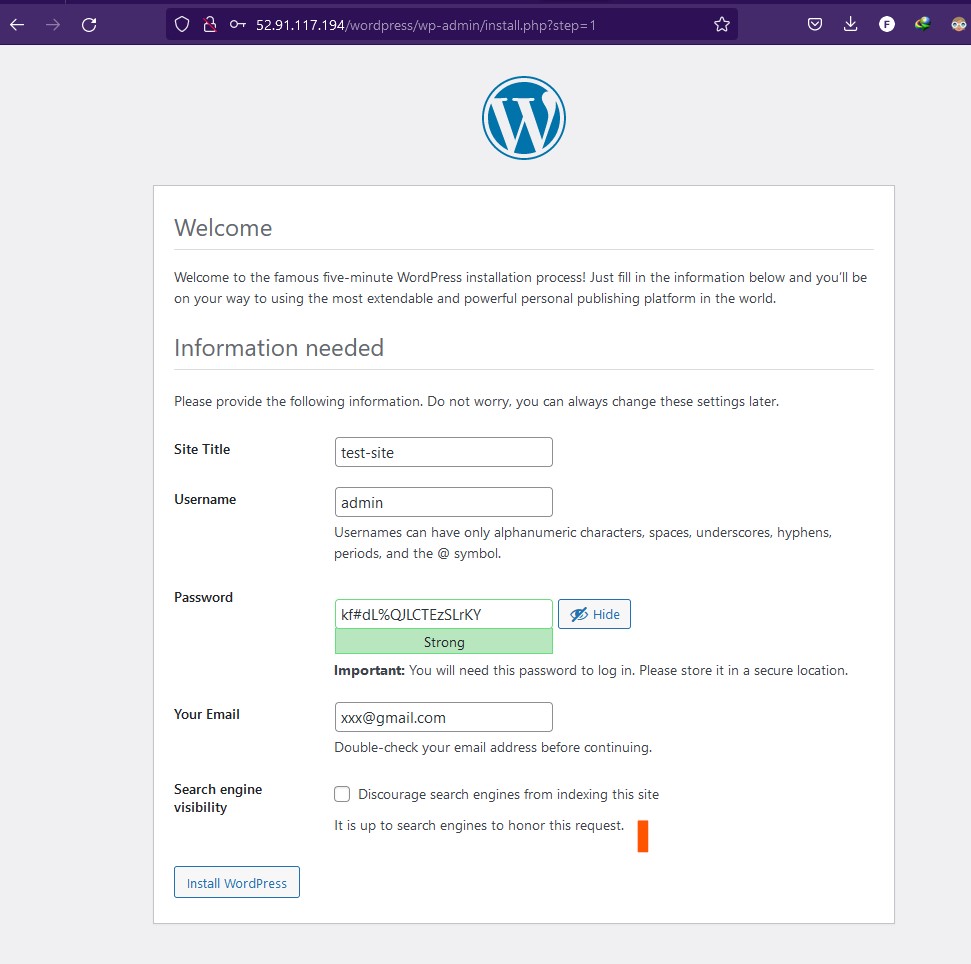 52.91.117.194/wordpress/wp-admin/install.php?step=1
F
W
Welcome
Welcome to the famous five-minute WordPress installation process! Just fill in the information below and you’ll be
on your way to using the most extendable and powerful personal publishing platform in the world.
Information needed
Please provide the following information. Do not worry, you can always change these settings later.
Site Title
test-site
Username
admin
Usernames can have only alphanumeric characters, spaces, underscores, hyphens,
periods, and the @ symbol.
Password
kf#dL%QJLCTEzSLrKY
Hide
Strong
Important: You will need this password to log in. Please store it in a secure location.
Your Email
xxx@gmail.com
Double-check your email address before continuing.
Search engine
visibility
Discourage search engines from indexing this site
It is up to search engines to honor this request.
Install WordPress